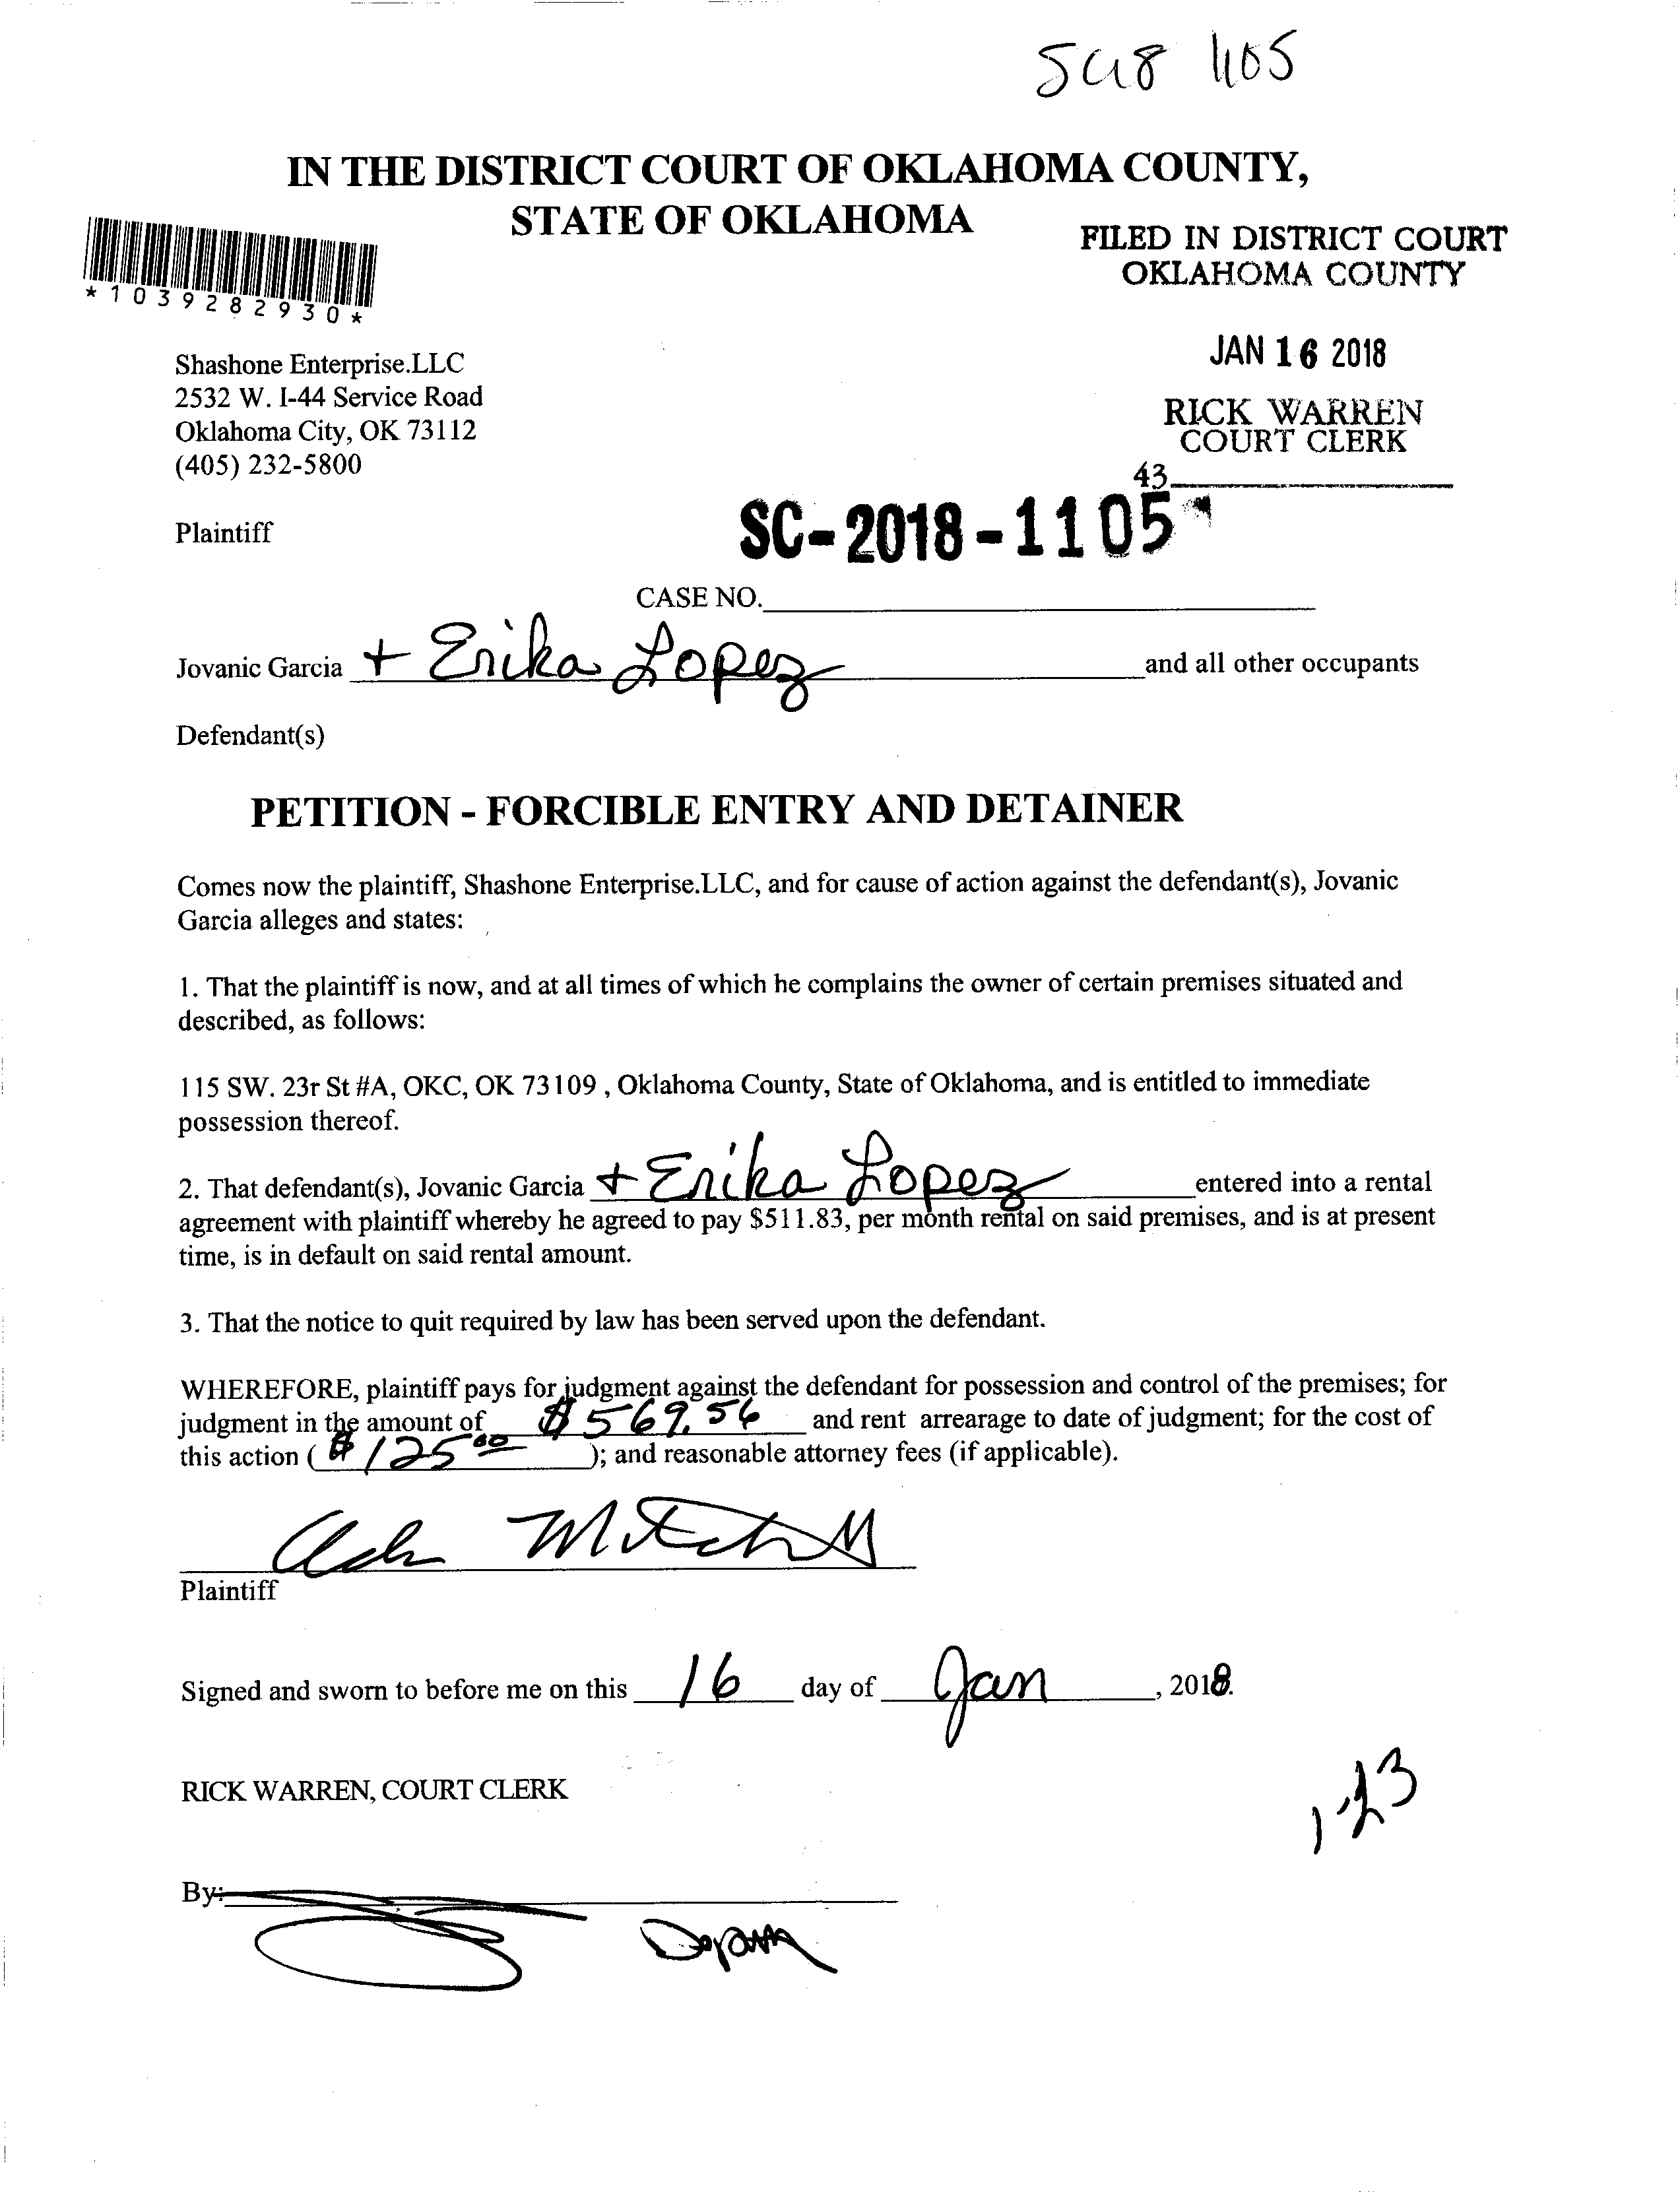 SC18 1105
IN THE DISTRICT COURT OF OKLAHOMA COUNTY,
STATE OF OKLAHOMA
FILED IN DISTRICT COURT
OKLAHOMA COUNTY
*1039282930*
JAN 16 2018
RICK WARREN
COURT CLERK
43
Shashone Enterprise.LLC
2532 W. I-44 Service Road
Oklahoma City, OK 73112
(405) 232-5800
Plaintiff
SC-2018-1105
CASE NO.
Jovanic Garcia + Erika Lopez and all other occupants
Defendant(s)
PETITION - FORCIBLE ENTRY AND DETAINER
Comes now the plaintiff, Shashone Enterprise.LLC, and for cause of action against the defendant(s), Jovanic
Garcia alleges and states:
1. That the plaintiff is now, and at all times of which he complains the owner of certain premises situated and
described, as follows:
115 SW. 23r St #A, OKC, OK 73109 , Oklahoma County, State of Oklahoma, and is entitled to immediate
possession thereof.
2. That defendant(s), Jovanic Garcia + Erika Lopez entered into a rental
agreement with plaintiff whereby he agreed to pay $511.83, per month rental on said premises, and is at present
time, is in default on said rental amount.
3. That the notice to quit required by law has been served upon the defendant.
WHEREFORE, plaintiff pays for judgment against the defendant for possession and control of the premises; for
judgment in the amount of $569.56 and rent arrearage to date of judgment; for the cost of
this action ( $125.00 ); and reasonable attorney fees (if applicable).
Mitchell
Plaintiff
Signed and sworn to before me on this 16 day of Jan , 2018.
RICK WARREN, COURT CLERK
1-23
By: